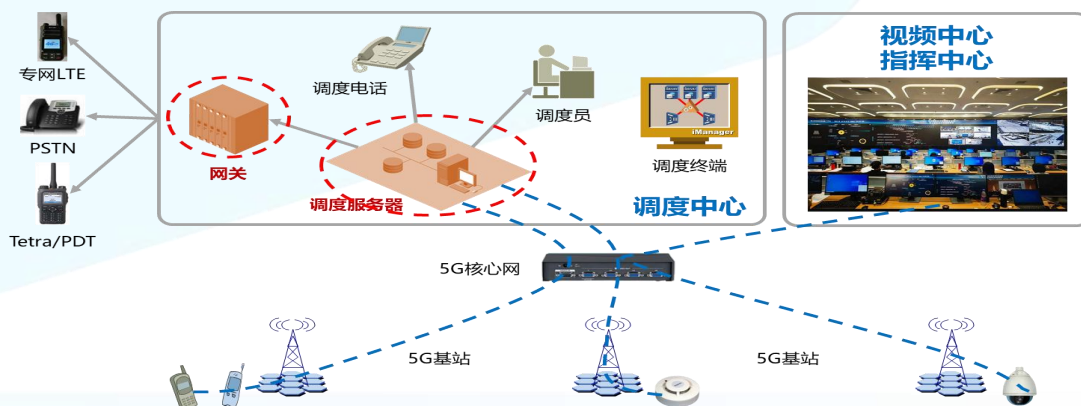 专网LTE
PSTN
Tetra/PDT
网关
调度电话
调度员
iManager
调度终端
调度服务器
调度中心
视频中心
指挥中心
5G核心网
5G基站
5G基站